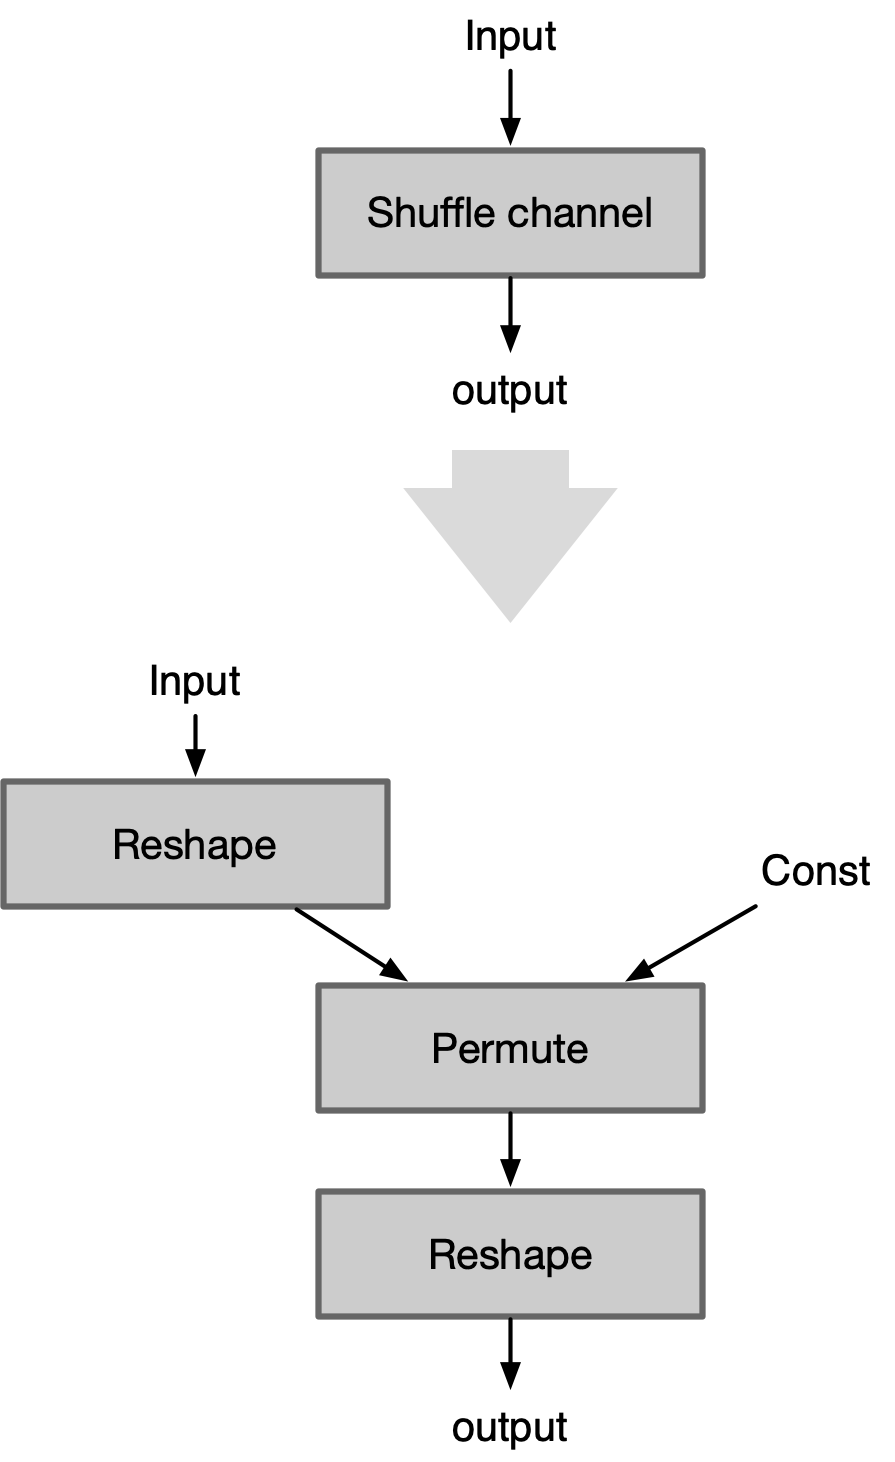 Input
Shuffle channel
output
Input
Reshape
Const
Permute
Reshape
output